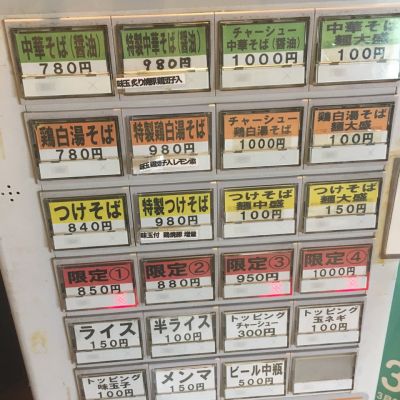 中華そば(醤油)
780円
特製中華そば(醤油)
980円
チャーシュー
中華そば(醤油)
1000円
中華そば
麺大盛
100円
鶏白湯そば
780円
特製鶏白湯そば
980円
チャーシュー
鶏白湯そば
1000円
鶏白湯そば
麺大盛
100円
つけそば
840円
特製つけそば
980円
つけそば
麺中盛
100円
つけそば
麺大盛
150円
限定①
850円
限定②
880円
限定③
950円
限定④
1000円
ライス
150円
半ライス
100円
トッピング
チャーシュー
300円
トッピング
玉ネギ
100円
トッピング
味玉子
100円
メンマ
150円
ビール中瓶
500円
3